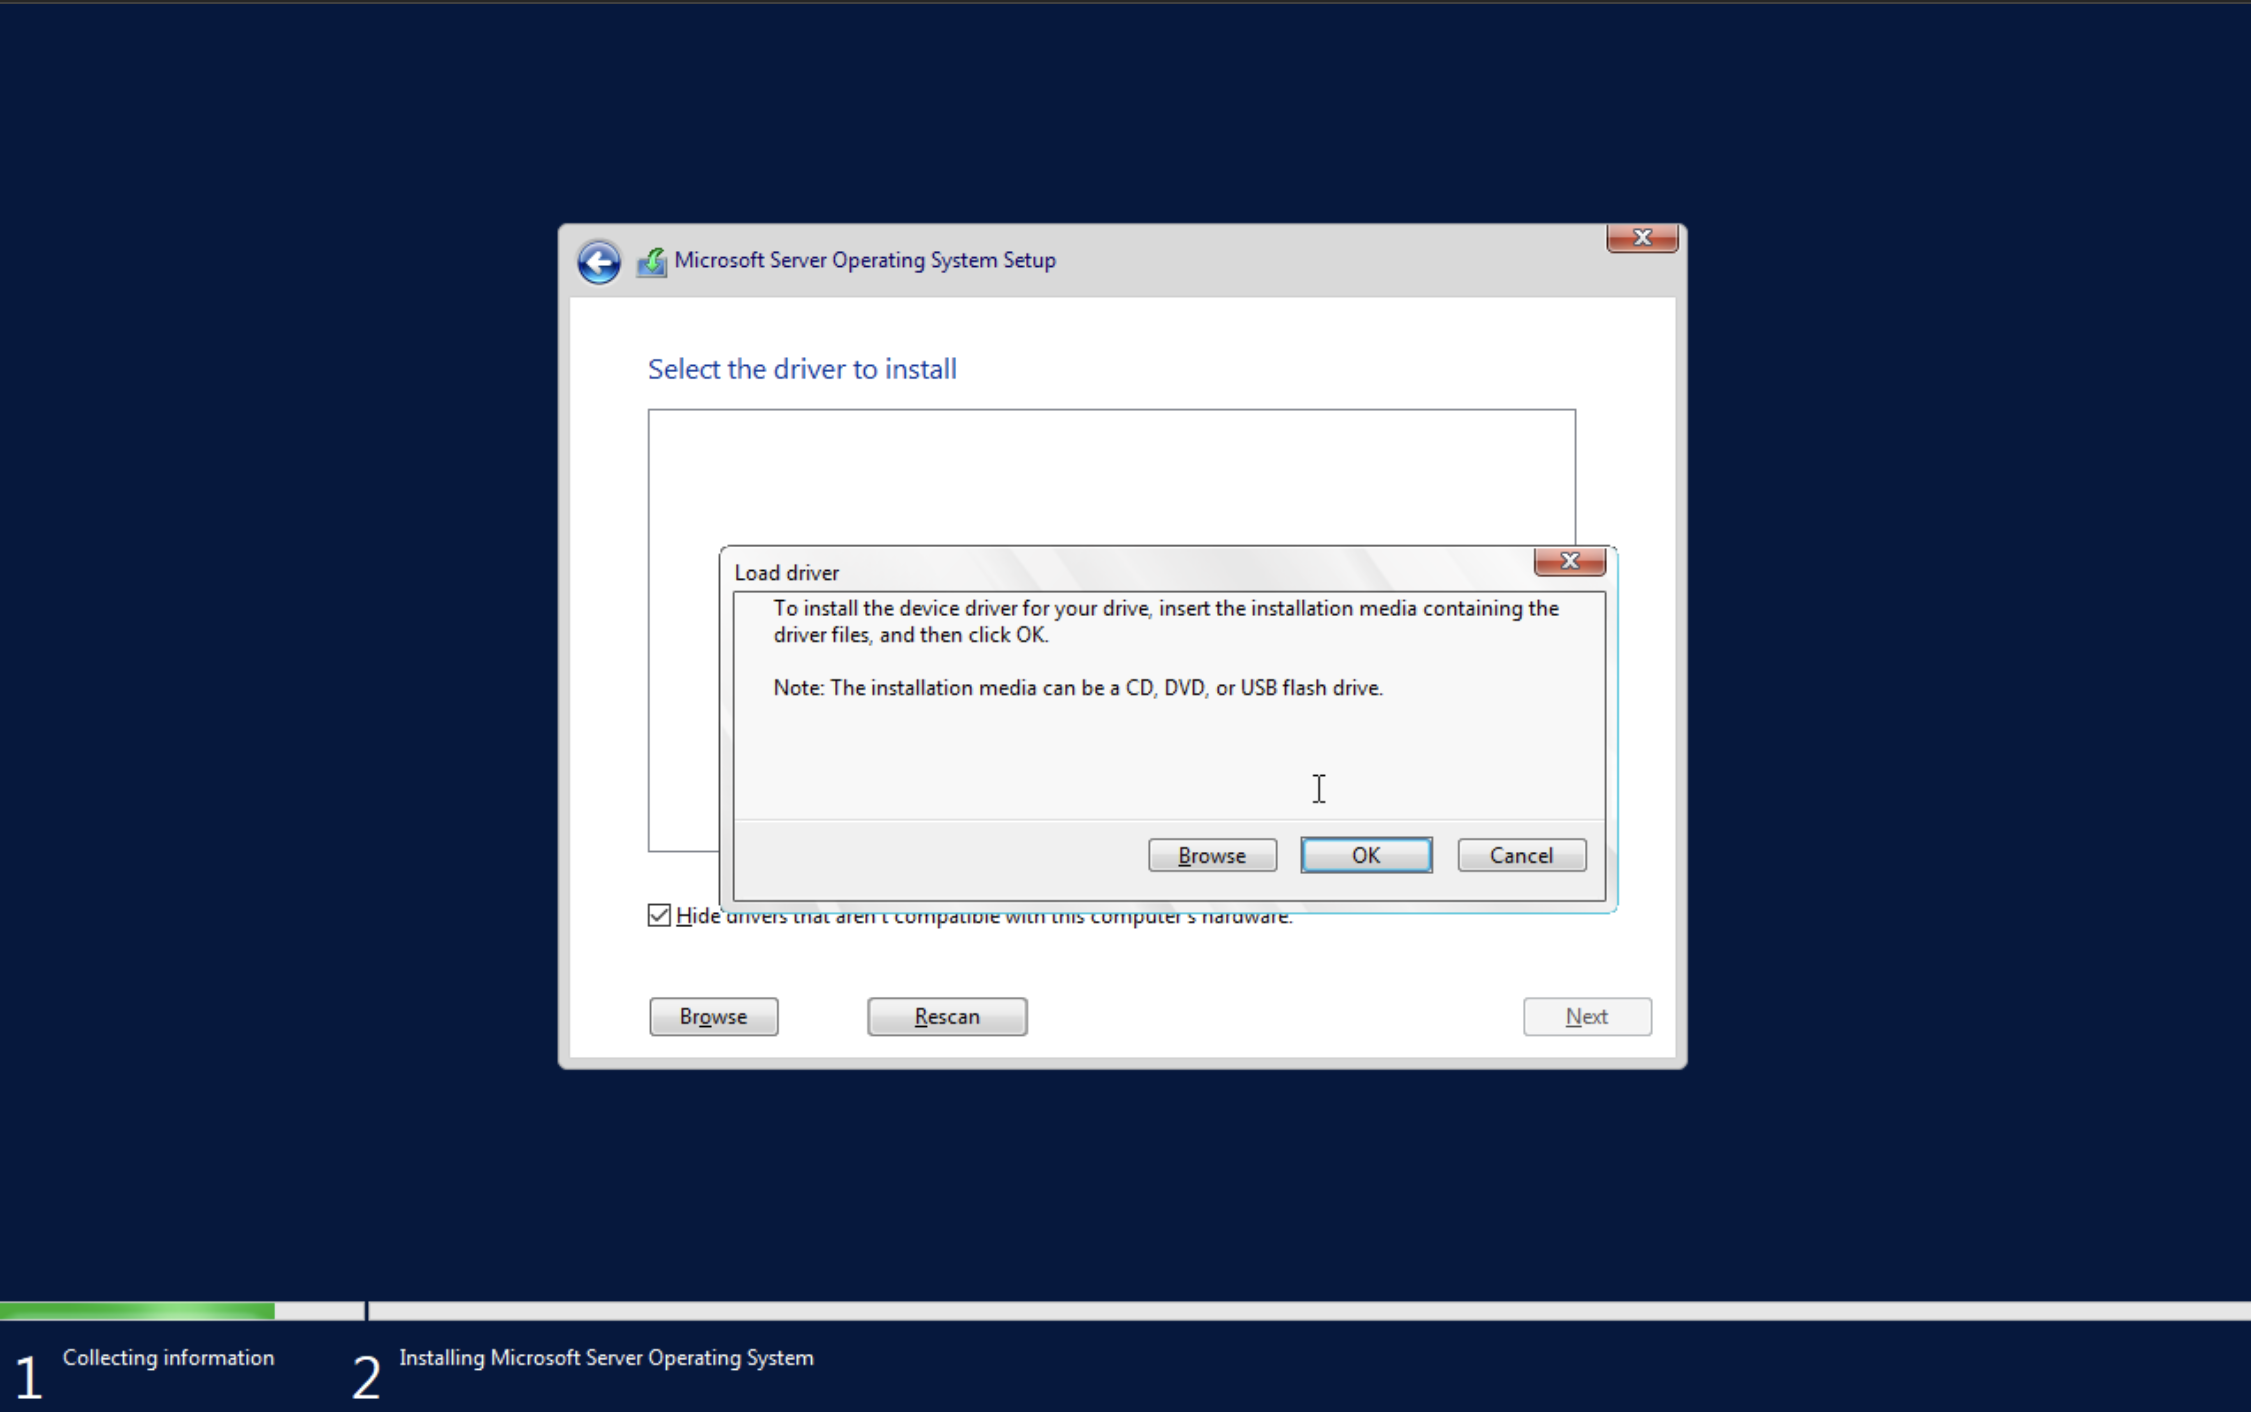 Microsoft Server Operating System Setup
Select the driver to install
Load driver
To install the device driver for your drive, insert the installation media containing the
driver files, and then click OK.
Note: The installation media can be a CD, DVD, or USB flash drive.
Browse
OK
Cancel
Hide drivers that aren't compatible with this computer's hardware.
Browse
Rescan
Next
1
Collecting information
2
Installing Microsoft Server Operating System